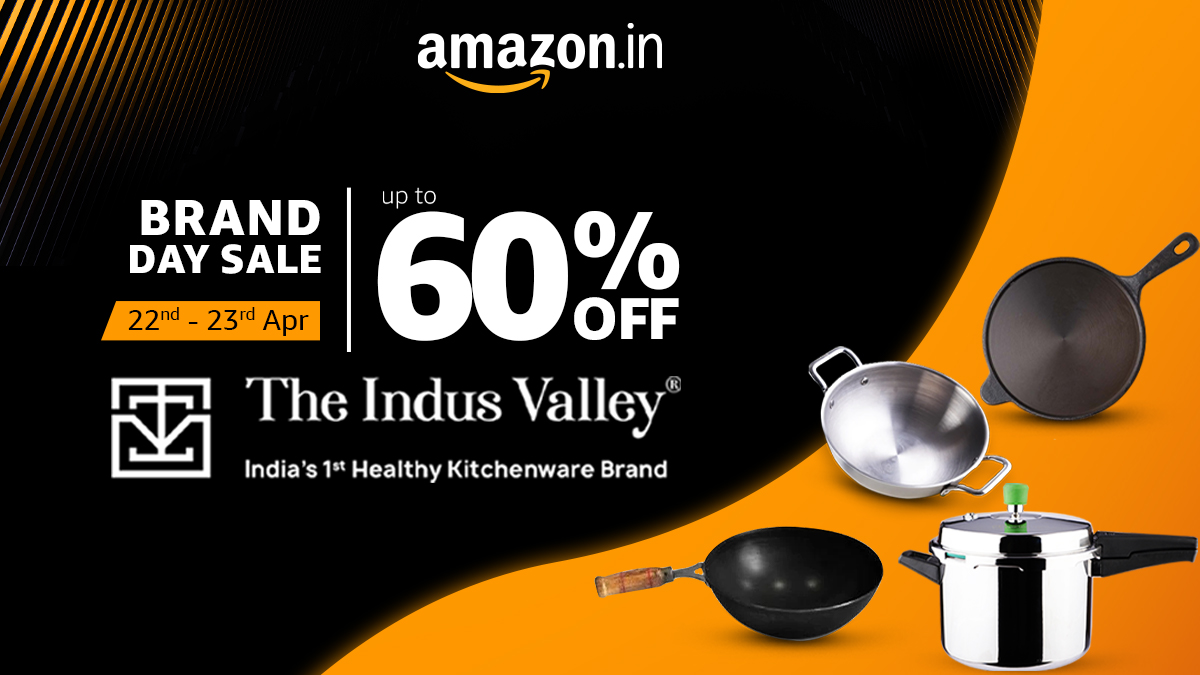 amazon.in
BRAND
DAY SALE
22nd - 23rd Apr
up to
60%
OFF
The Indus Valley®
India's 1st Healthy Kitchenware Brand